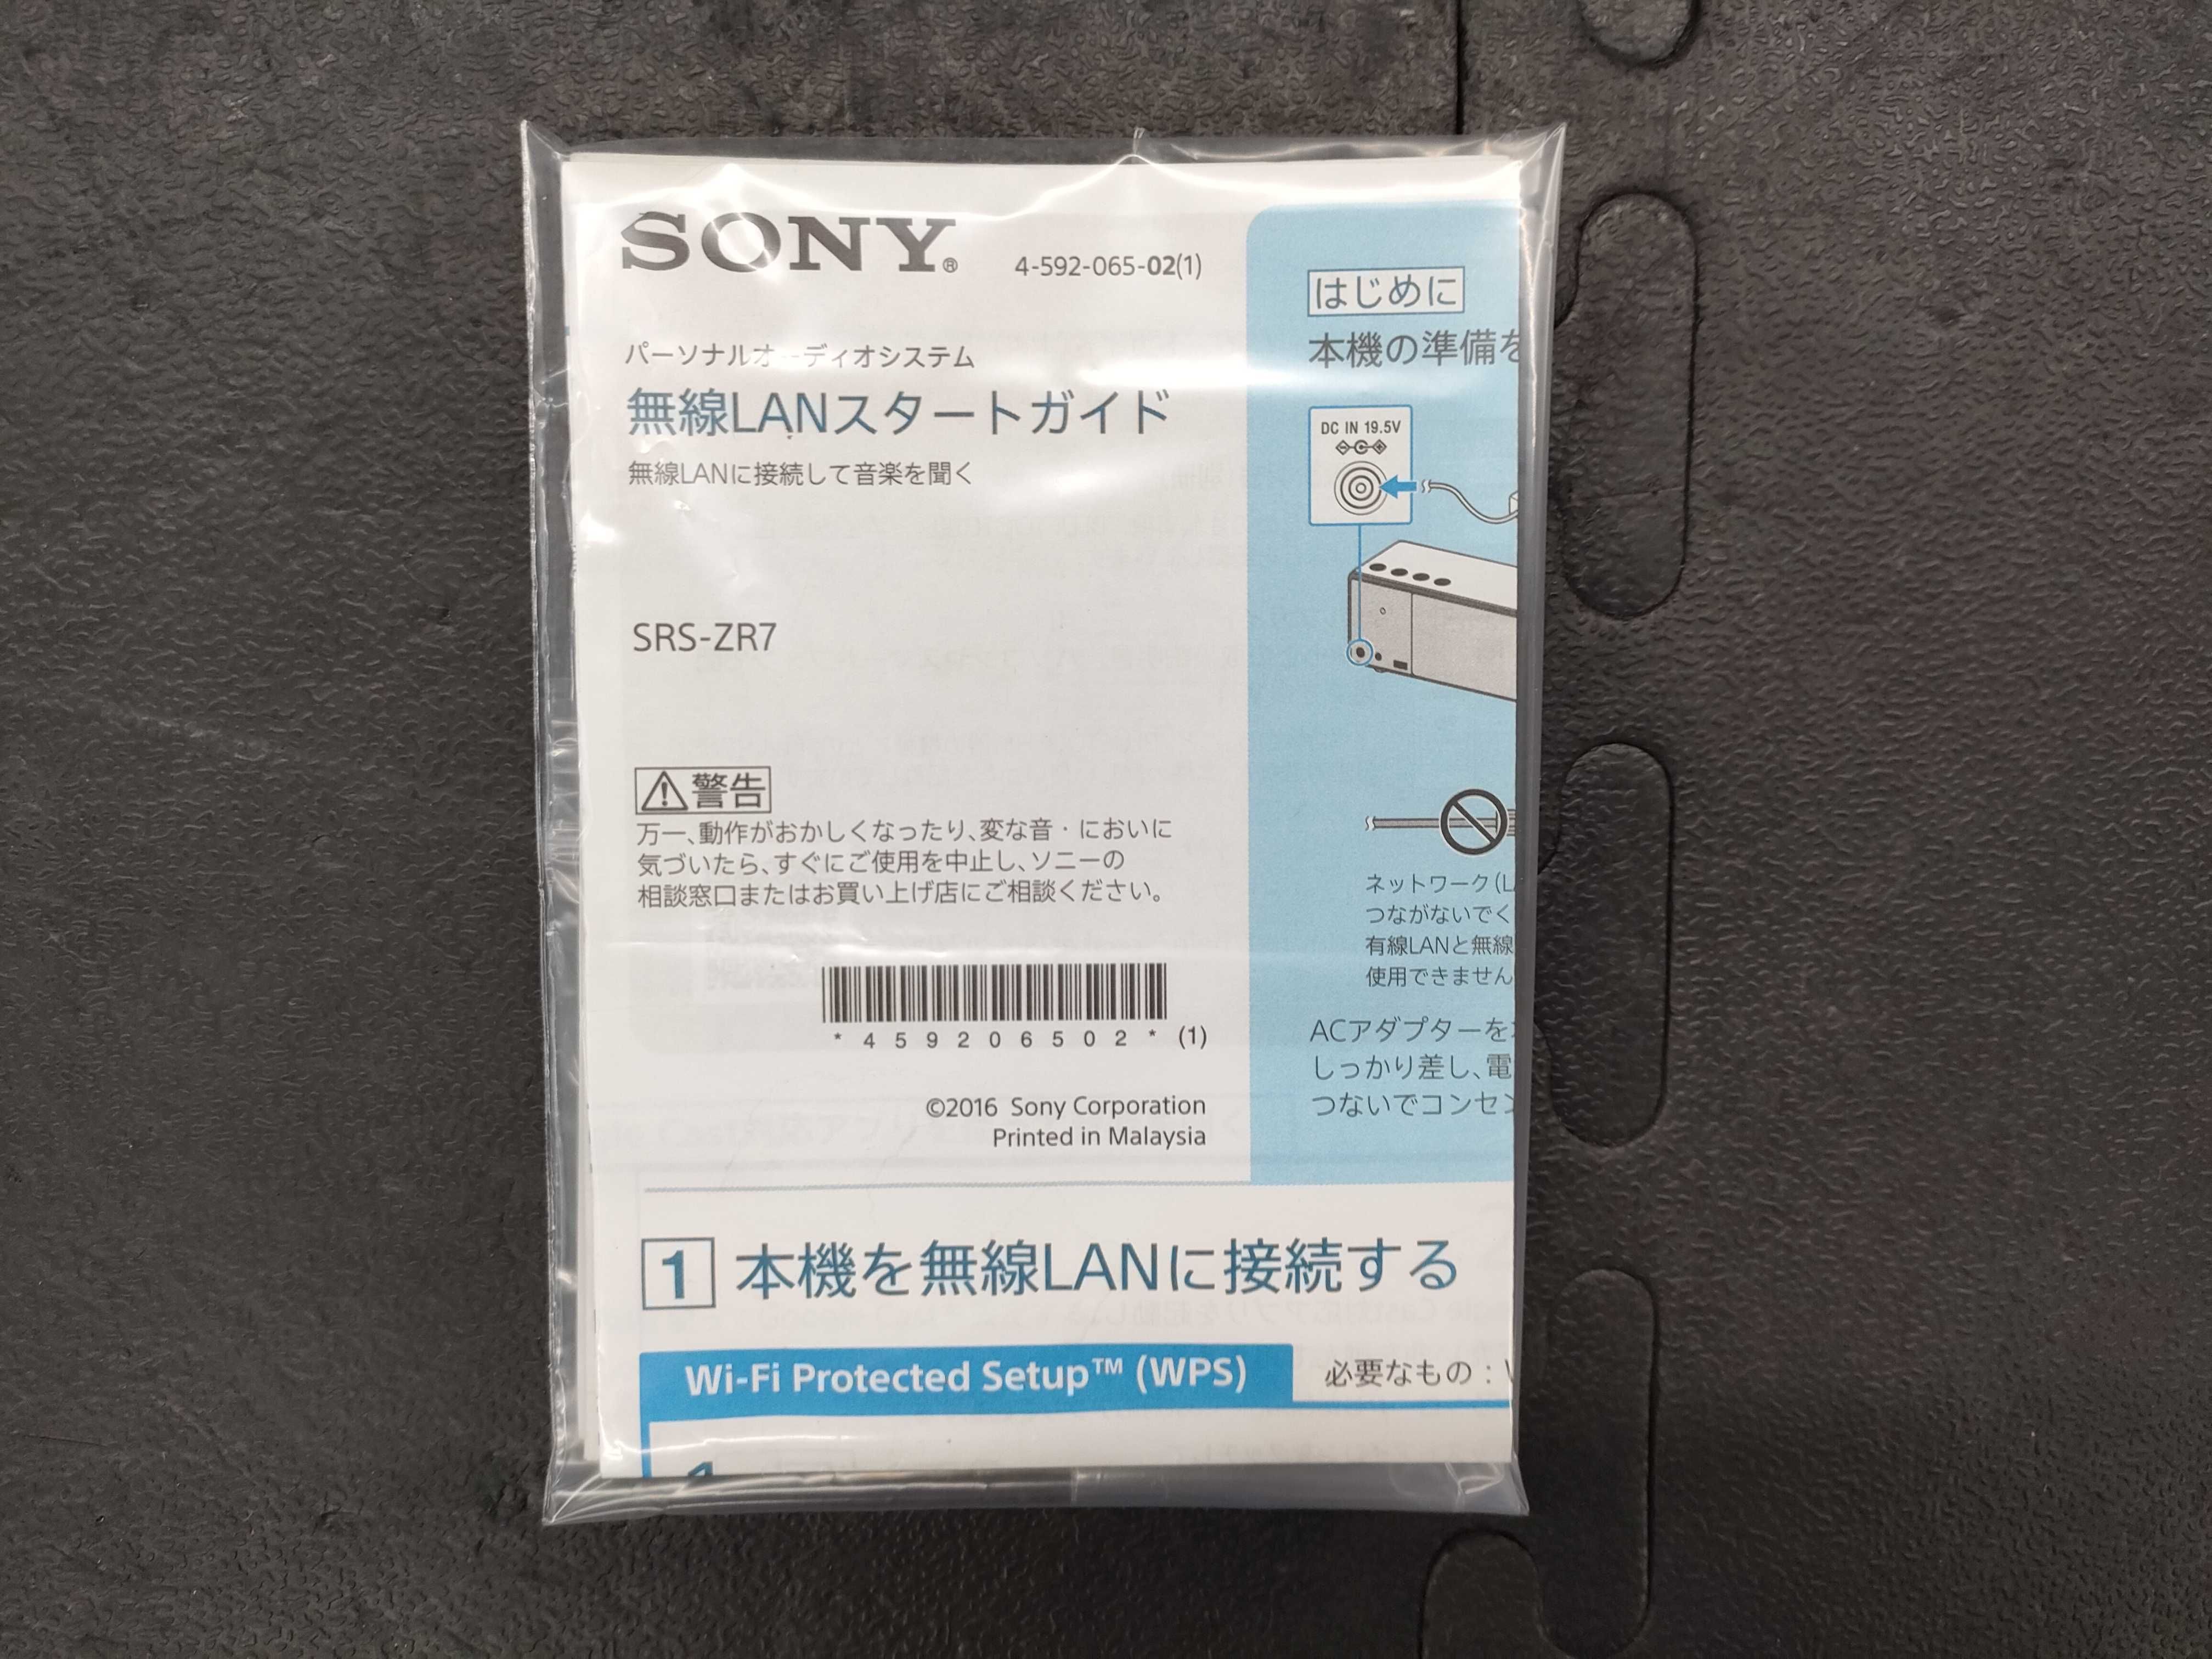 SONY®
4-592-065-02(1)
パーソナルオーディオシステム
無線LANスタートガイド
無線LANに接続して音楽を聞く
SRS-ZR7
警告
万一、動作がおかしくなったり、変な音・においに
気づいたら、すぐにご使用を中止し、ソニーの
相談窓口またはお買い上げ店にご相談ください。
*459206502* (1)
©2016 Sony Corporation
Printed in Malaysia
はじめに
本機の準備を
DC IN 19.5V
ネットワーク(LA
つながないでく
有線LANと無線
使用できません
ACアダプターを
しっかり差し、電
つないでコンセン
1 本機を無線LANに接続する
Wi-Fi Protected Setup™ (WPS)
必要なもの：
1